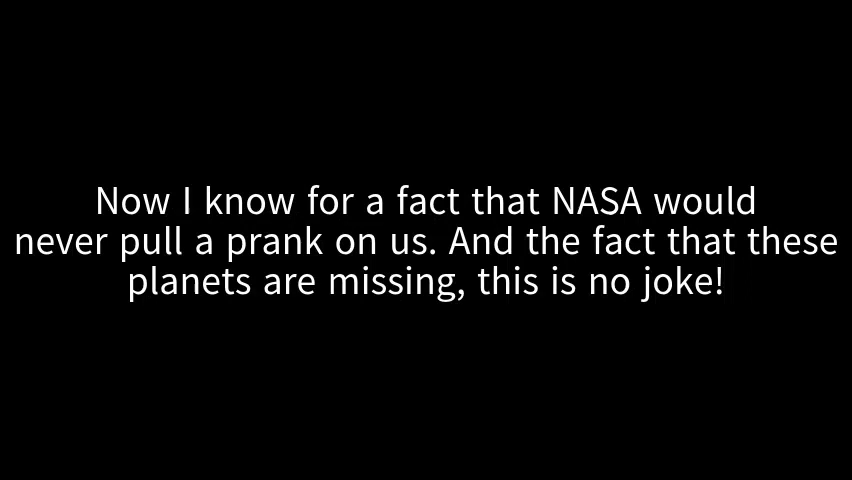 Now I know for a fact that NASA would
never pull a prank on us. And the fact that these
planets are missing, this is no joke!